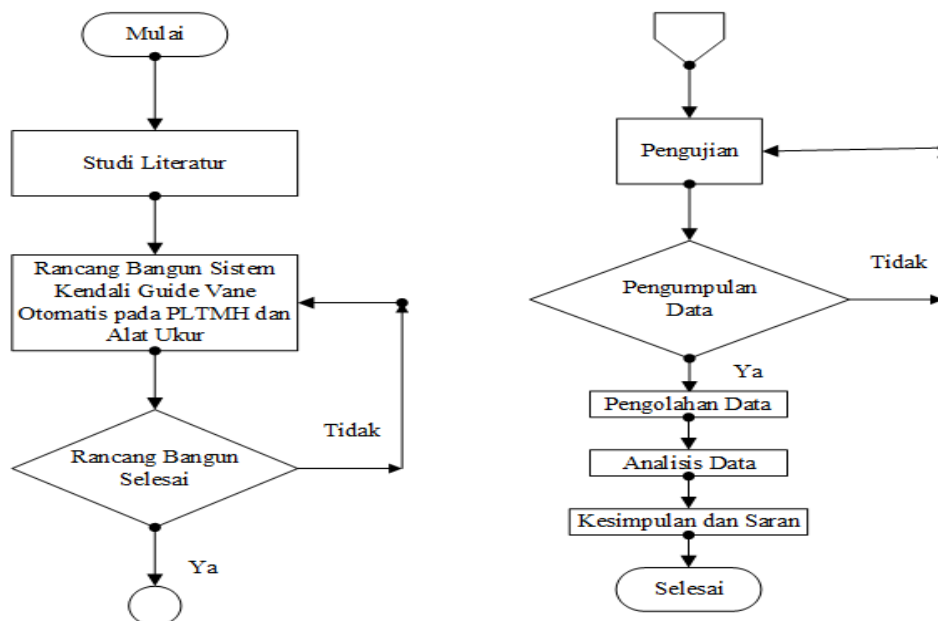 Mulai
Studi Literatur
Rancang Bangun Sistem
Kendali Guide Vane
Otomatis pada PLTMH dan
Alat Ukur
Rancang Bangun
Selesai
Tidak
Ya
Pengujian
Pengumpulan
Data
Tidak
Ya
Pengolahan Data
Analisis Data
Kesimpulan dan Saran
Selesai